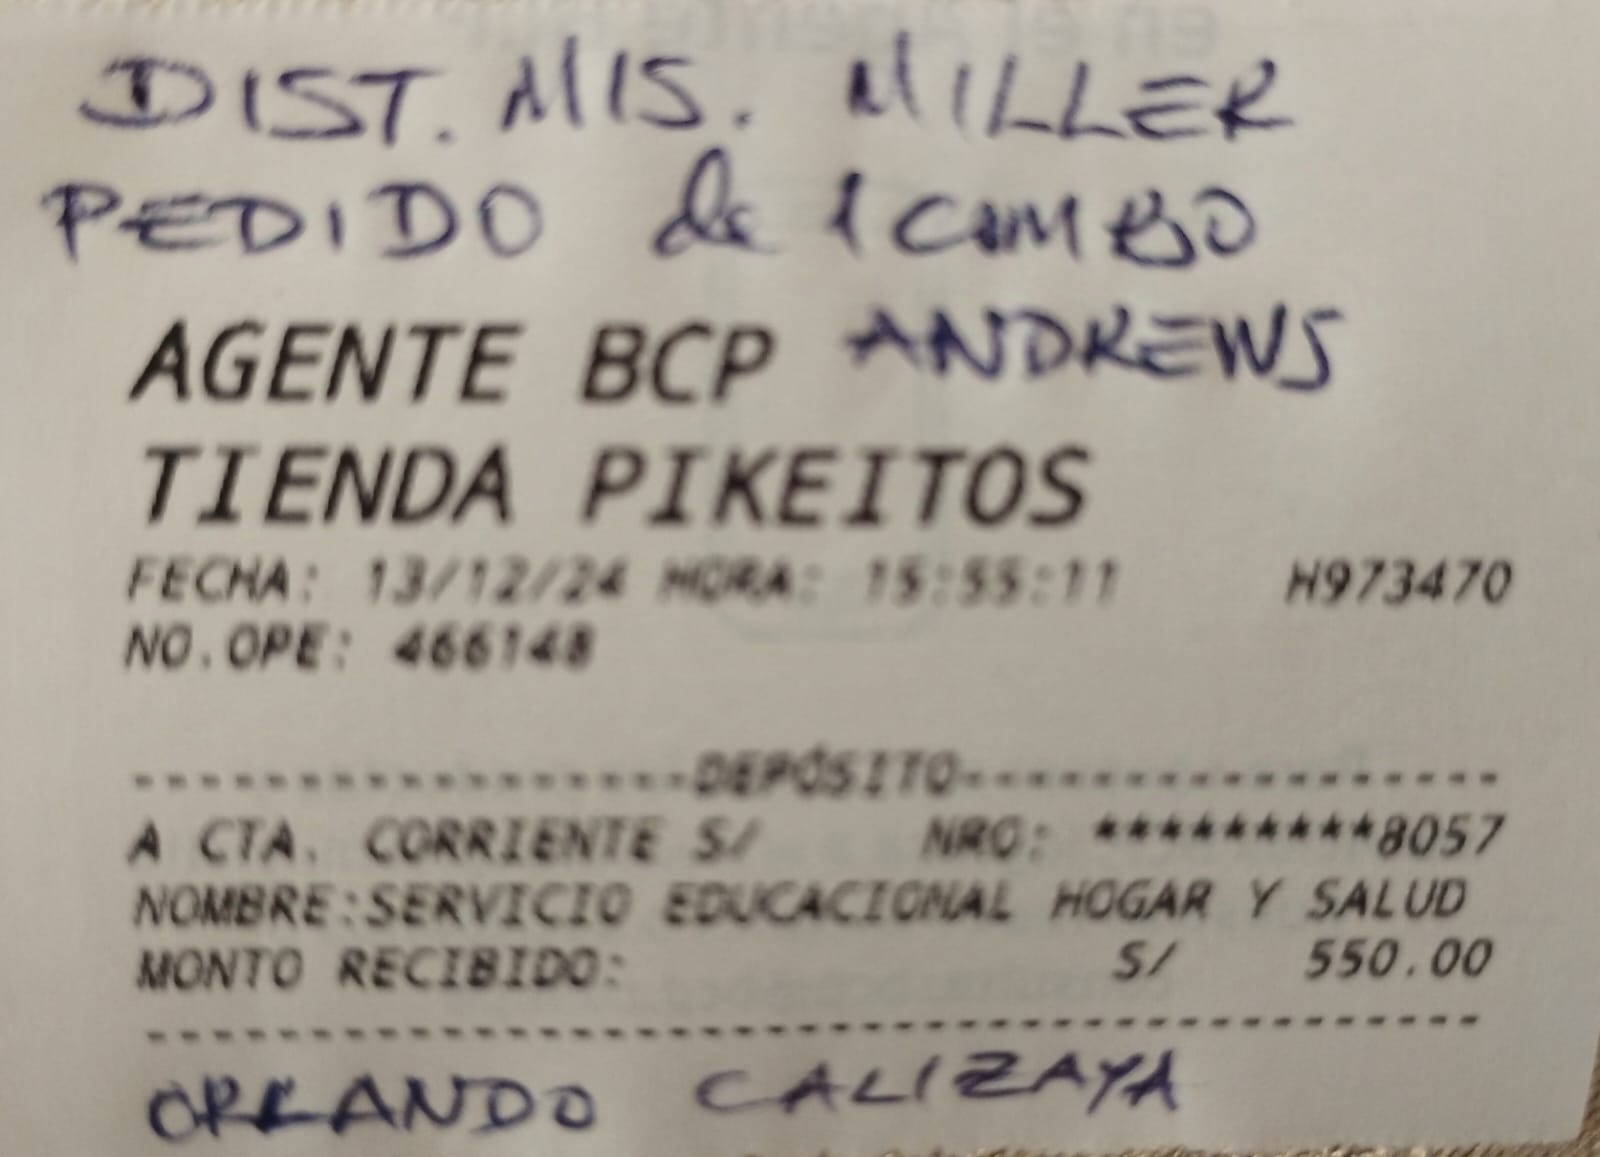 DIST. MIS. MILLER
PEDIDO de 1 COMBO
AGENTE BCP ANDREWS
TIENDA PIKEITOS
FECHA: 13/12/24 HORA: 15:55:11 H973470
NO.OPE: 466148
-----------------DEPÓSITO-----------------
A CTA. CORRIENTE S/ NRO: *********8057
NOMBRE:SERVICIO EDUCACIONAL HOGAR Y SALUD
MONTO RECIBIDO: S/ 550.00
------------------------------------------
ORLANDO CALIZAYA